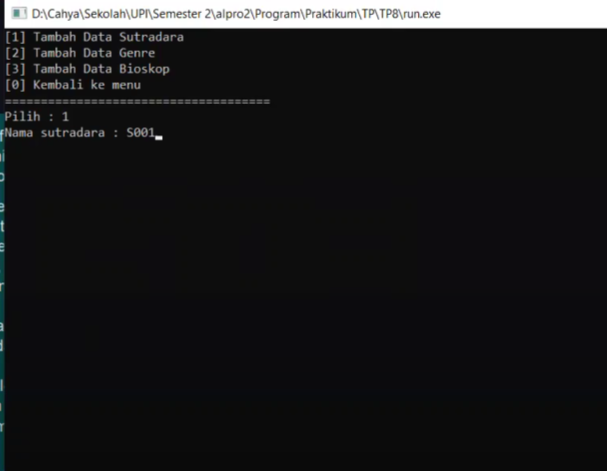 D:\Cahya\Sekolah\UPI\Semester 2\alpro2\Program\Praktikum\TP\TP8\run.exe
[1] Tambah Data Sutradara
[2] Tambah Data Genre
[3] Tambah Data Bioskop
[0] Kembali ke menu
=====================================
Pilih : 1
Nama sutradara : S001